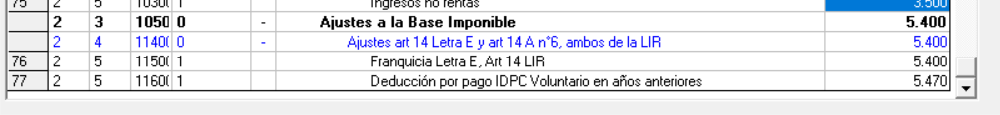 75 2 5 1030( 1 Ingresos no rentas 3.500
2 3 1050 0 - Ajustes a la Base Imponible 5.400
2 4 1140( 0 - Ajustes art 14 Letra E y art 14 A n°6, ambos de la LIR 5.400
76 2 5 1150( 1 Franquicia Letra E, Art 14 LIR 5.400
77 2 5 1160( 1 Deducción por pago IDPC Voluntario en años anteriores 5.470